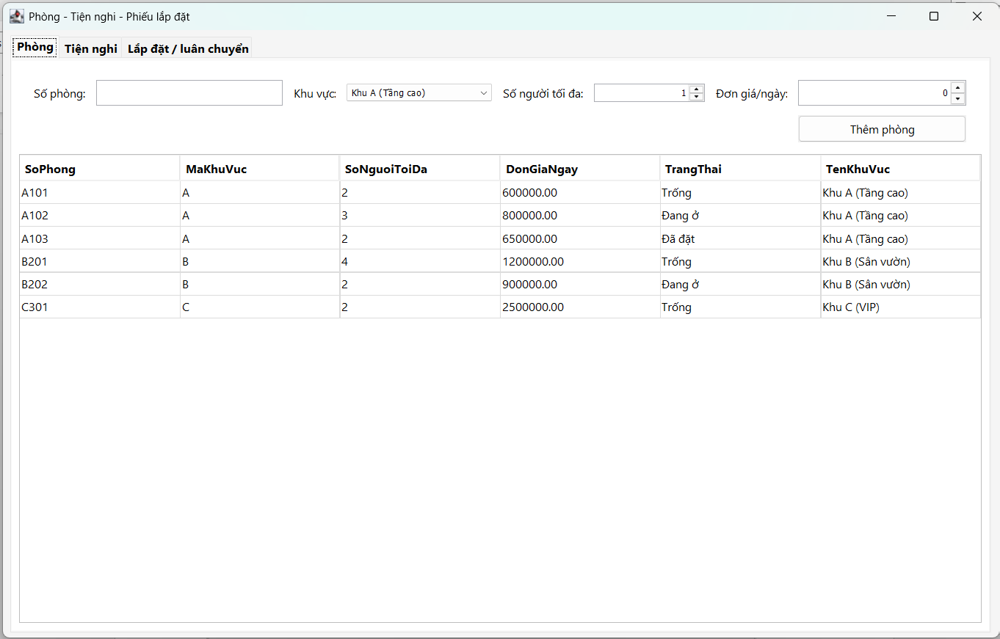 Phòng - Tiện nghi - Phiếu lắp đặt
Phòng Tiện nghi Lắp đặt / luân chuyển
Số phòng: Khu vực: Khu A (Tầng cao) Số người tối đa: 1 Đơn giá/ngày: 0
Thêm phòng
SoPhong MaKhuVuc SoNguoiToiDa DonGiaNgay TrangThai TenKhuVuc
A101 A 2 600000.00 Trống Khu A (Tầng cao)
A102 A 3 800000.00 Đang ở Khu A (Tầng cao)
A103 A 2 650000.00 Đã đặt Khu A (Tầng cao)
B201 B 4 1200000.00 Trống Khu B (Sân vườn)
B202 B 2 900000.00 Đang ở Khu B (Sân vườn)
C301 C 2 2500000.00 Trống Khu C (VIP)